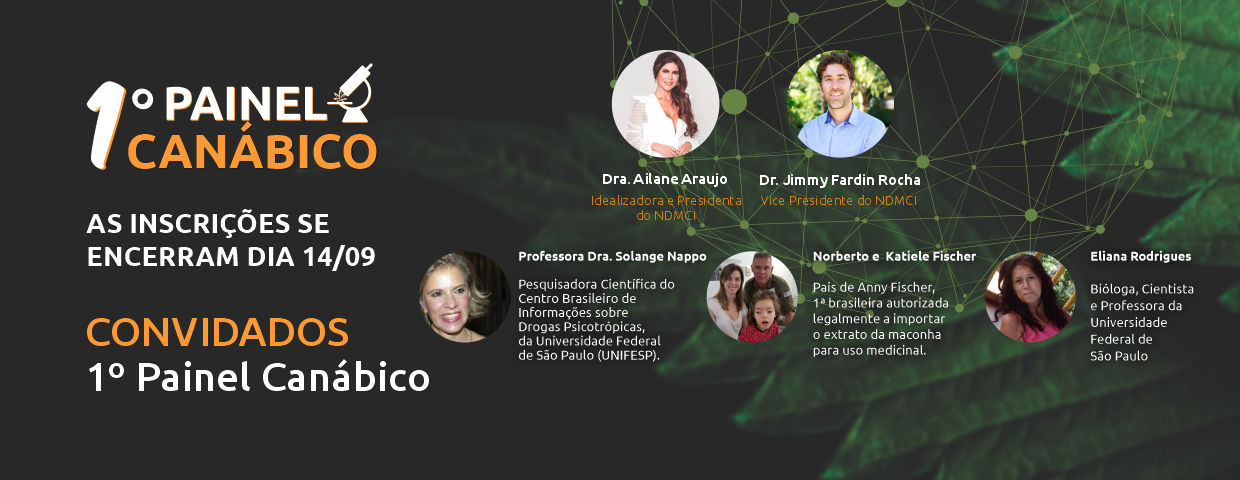 1º PAINEL
CANÁBICO
AS INSCRIÇÕES SE
ENCERRAM DIA 14/09
CONVIDADOS
1º Painel Canábico
Dra. Ailane Araujo
Idealizadora e Presidenta
do NDMCI
Dr. Jimmy Fardin Rocha
Vice Presidente do NDMCI
Professora Dra. Solange Nappo
Pesquisadora Científica do
Centro Brasileiro de
Informações sobre
Drogas Psicotrópicas,
da Universidade Federal
de São Paulo (UNIFESP).
Norberto e Katiele Fischer
Pais de Anny Fischer,
1ª brasileira autorizada
legalmente a importar
o extrato da maconha
para uso medicinal.
Eliana Rodrigues
Bióloga, Cientista
e Professora da
Universidade
Federal de
São Paulo